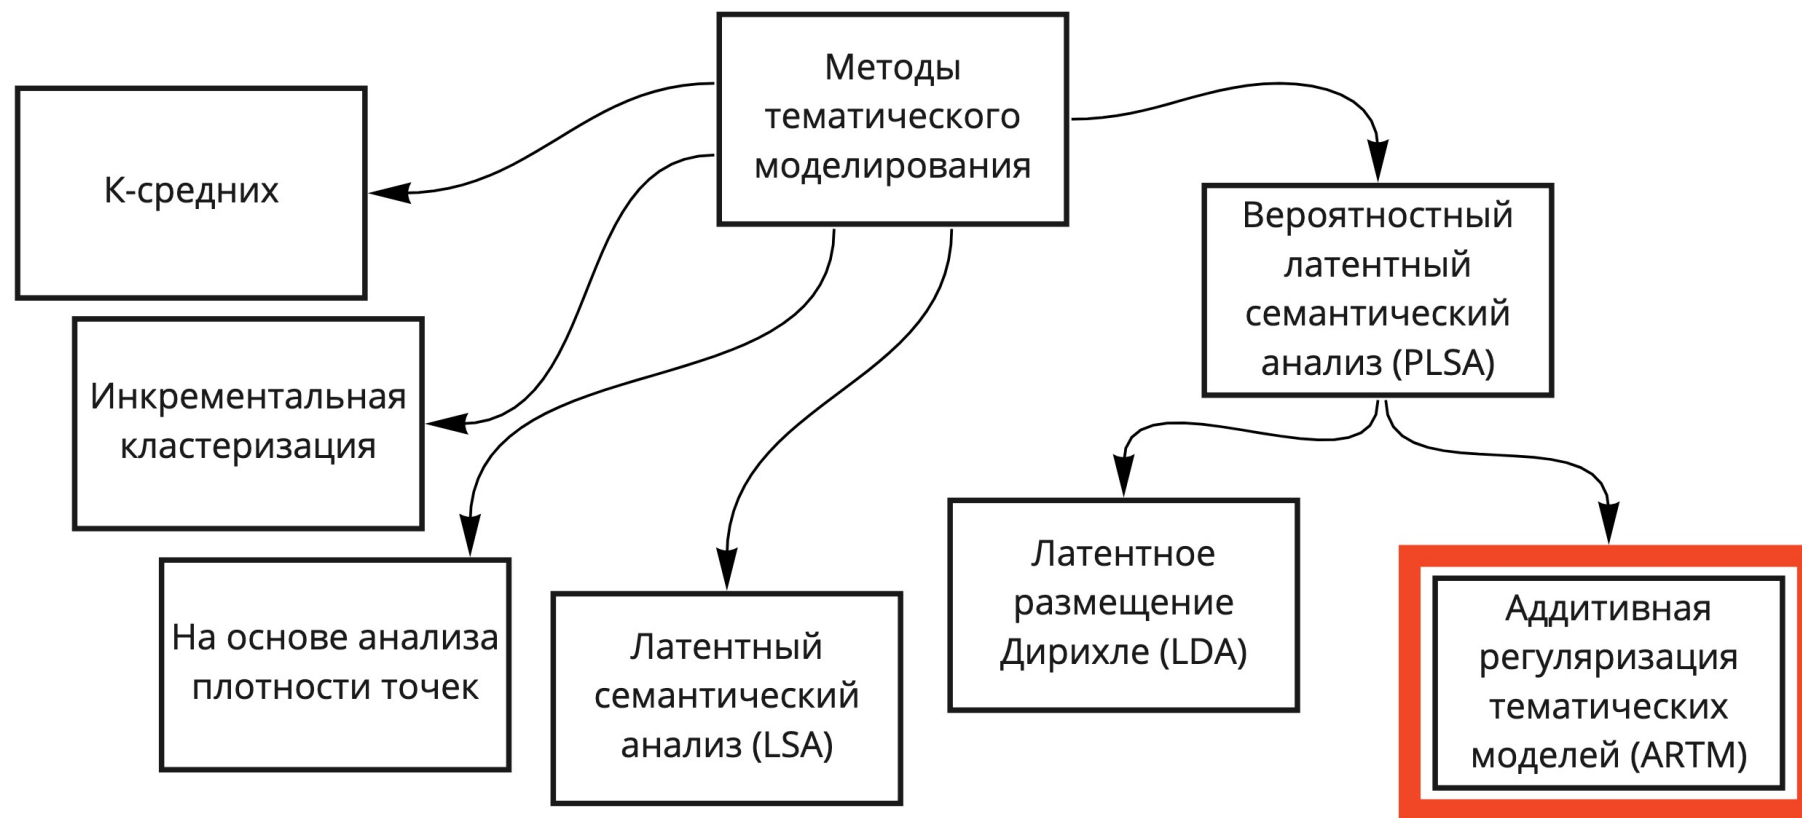 Методы
тематического
моделирования
К-средних
Вероятностный
латентный
семантический
анализ (PLSA)
Инкрементальная
кластеризация
На основе анализа
плотности точек
Латентный
семантический
анализ (LSA)
Латентное
размещение
Дирихле (LDA)
Аддитивная
регуляризация
тематических
моделей (ARTM)